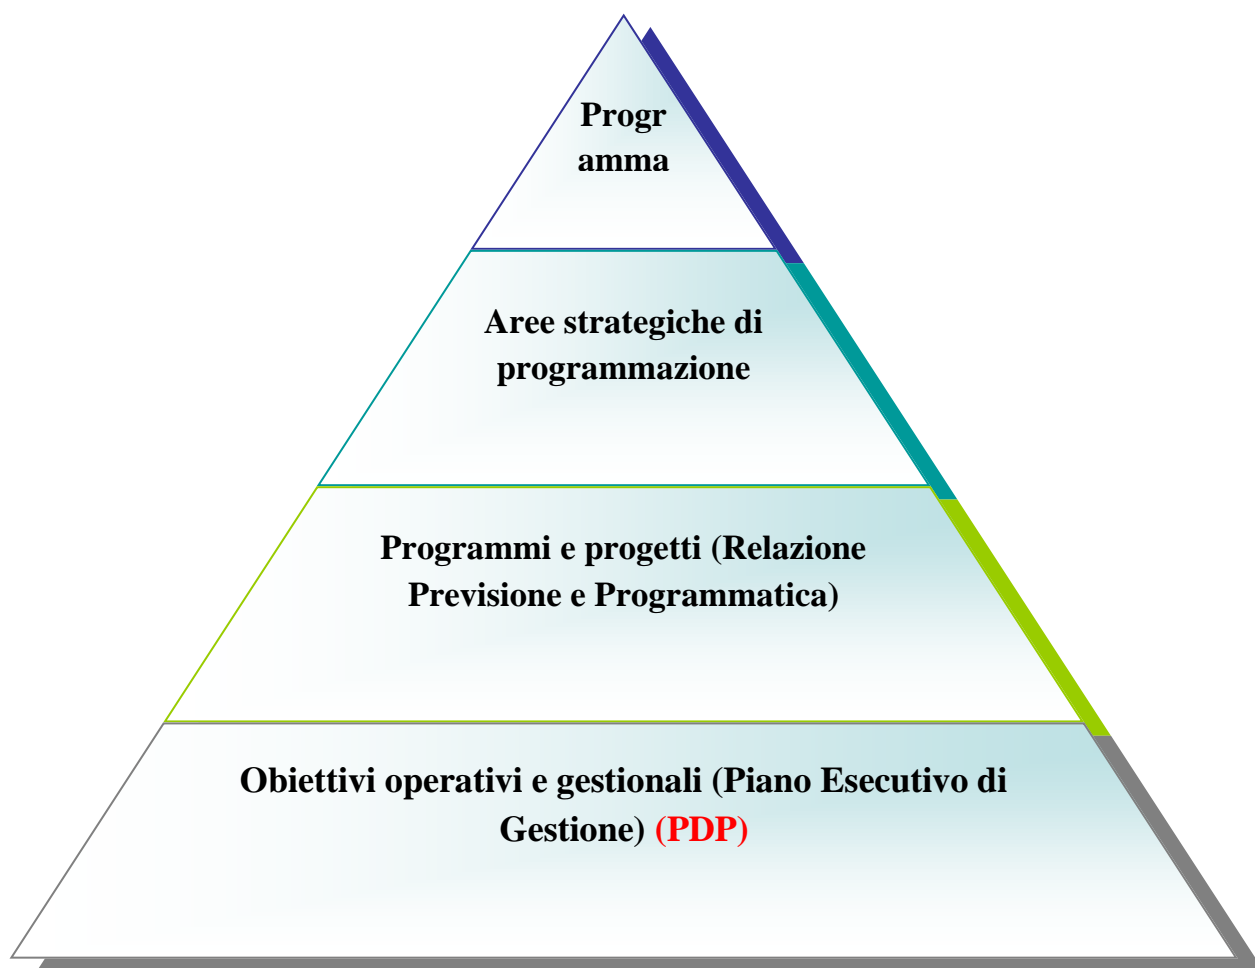 Progr
amma
Aree strategiche di
programmazione
Programmi e progetti (Relazione
Previsione e Programmatica)
Obiettivi operativi e gestionali (Piano Esecutivo di
Gestione) (PDP)